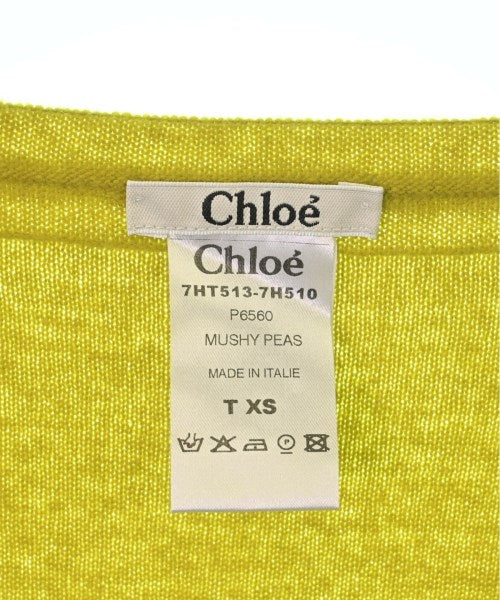 Chloé
Chloé
7HT513-7H510
P6560
MUSHY PEAS
MADE IN ITALIE
T XS
P